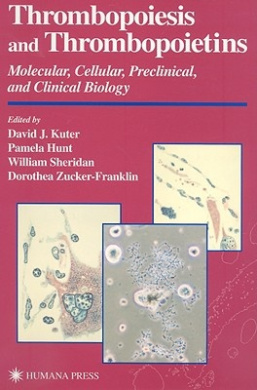 Thrombopoiesis
and Thrombopoietins
Molecular, Cellular, Preclinical,
and Clinical Biology
Edited by
David J. Kuter
Pamela Hunt
William Sheridan
Dorothea Zucker-Franklin
HUMANA PRESS